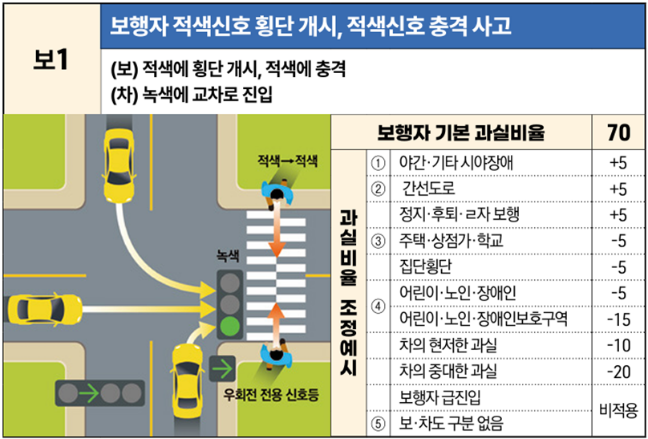 보1
보행자 적색신호 횡단 개시, 적색신호 충격 사고
(보) 적색에 횡단 개시, 적색에 충격
(차) 녹색에 교차로 진입
적색→적색
녹색
우회전 전용 신호등
보행자 기본 과실비율 70
과실비율 조정예시
① 야간·기타 시야장애 +5
② 간선도로 +5
정지·후퇴·ㄹ자 보행 +5
③ 주택·상점가·학교 -5
집단횡단 -5
④ 어린이·노인·장애인 -5
어린이·노인·장애인보호구역 -15
차의 현저한 과실 -10
차의 중대한 과실 -20
보행자 급진입 비적용
⑤ 보·차도 구분 없음